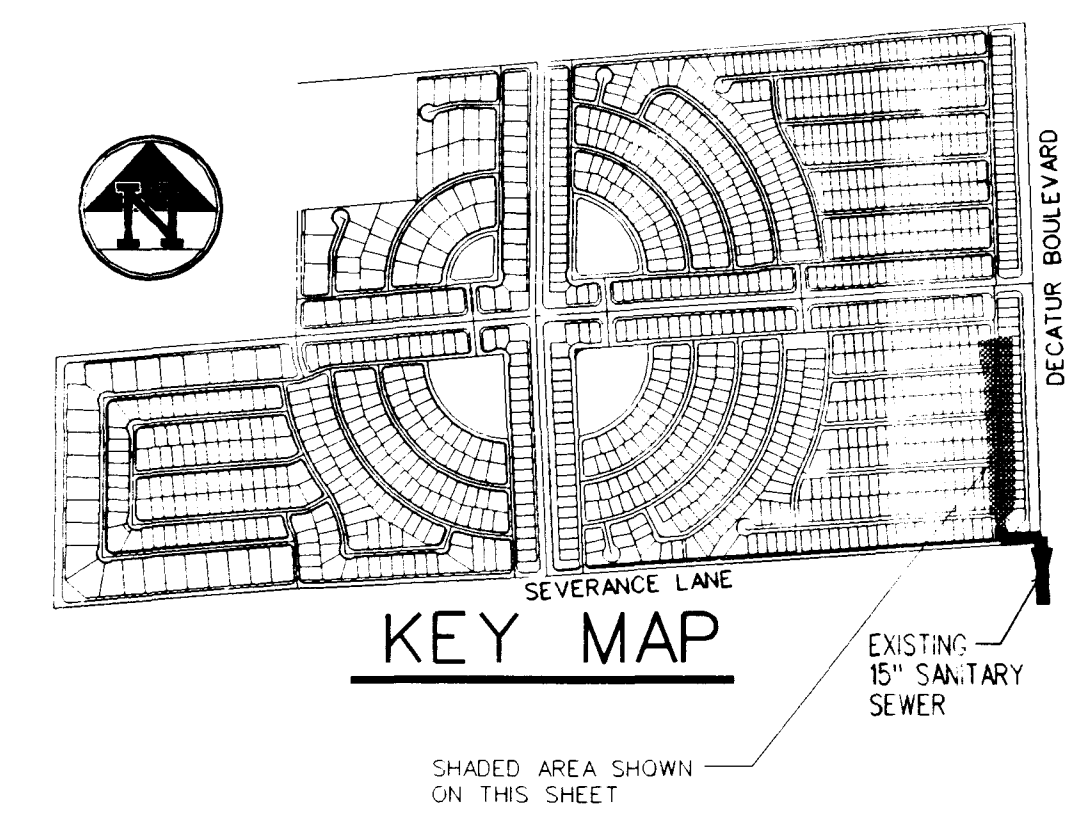 N
DECATUR BOULEVARD
SEVERANCE LANE
KEY MAP
EXISTING
15" SANITARY
SEWER
SHADED AREA SHOWN
ON THIS SHEET